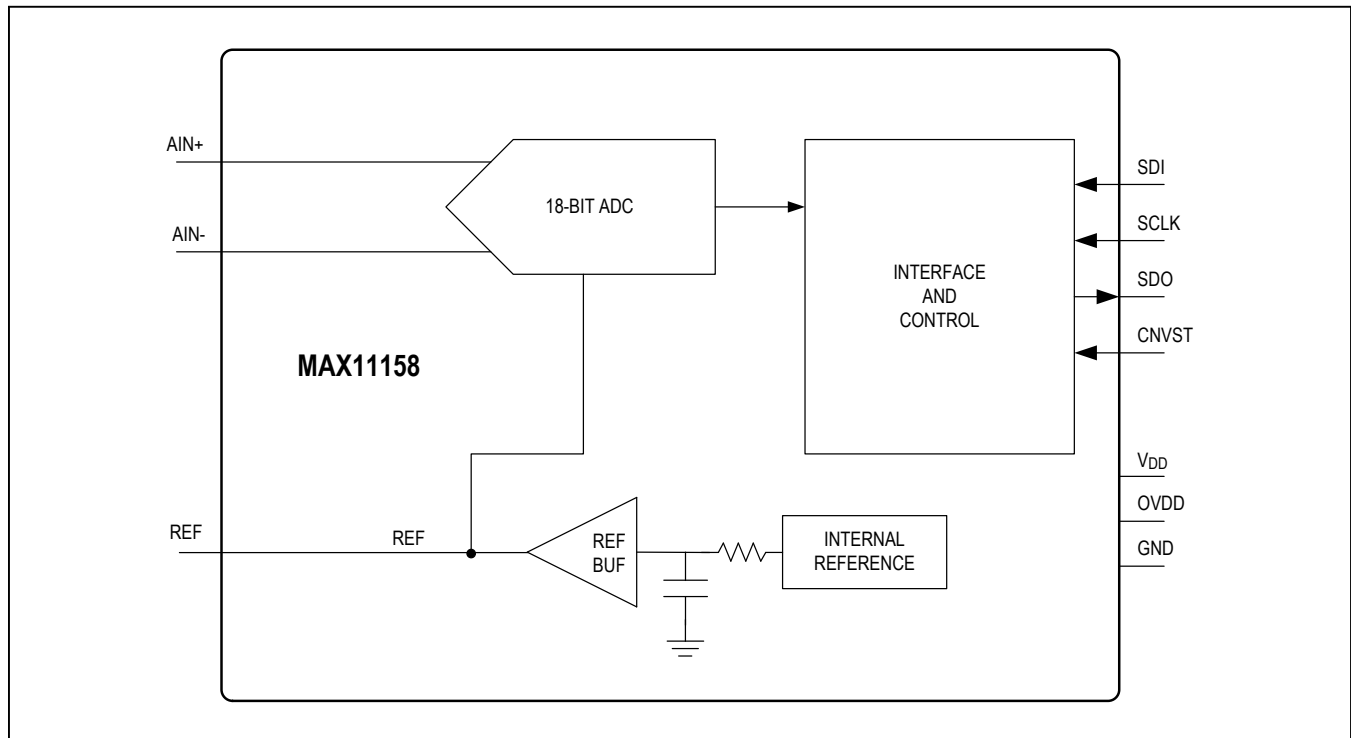 AIN+
AIN-
18-BIT ADC
INTERFACE
AND
CONTROL
SDI
SCLK
SDO
CNVST
MAX11158
VDD
OVDD
GND
REF
REF
REF
BUF
INTERNAL
REFERENCE